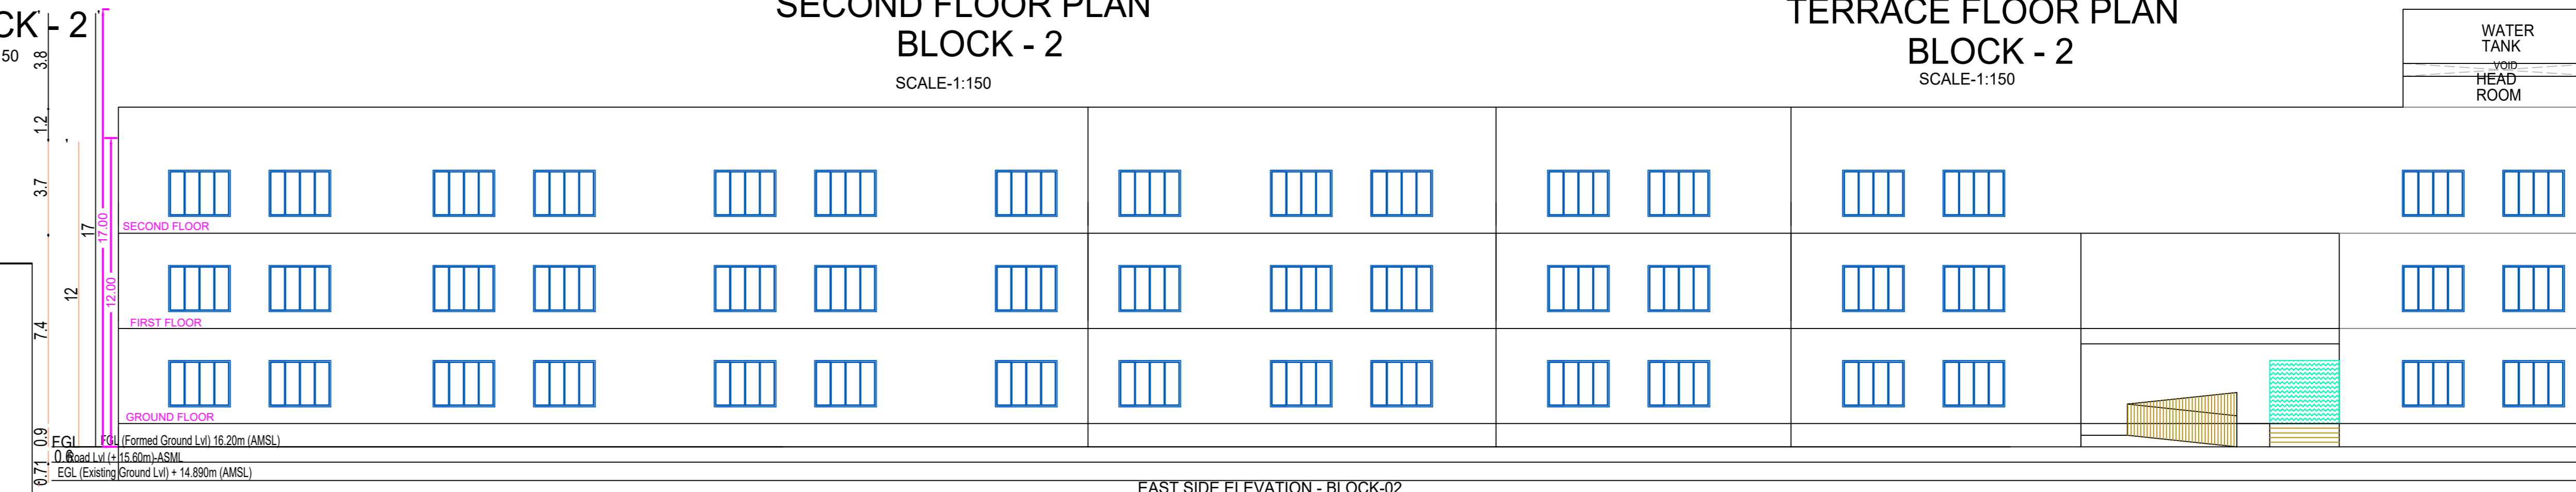 CK - 2
50
SECOND FLOOR PLAN
BLOCK - 2
SCALE-1:150
TERRACE FLOOR PLAN
BLOCK - 2
SCALE-1:150
WATER
TANK
VOID
HEAD
ROOM
3.8
1.2
3.7
7.4
0.9
0.71
12
17
17.00
12.00
SECOND FLOOR
FIRST FLOOR
GROUND FLOOR
FGL
FGL (Formed Ground Lvl) 16.20m (AMSL)
0.6
Road Lvl (+ 15.60m)-ASML
EGL (Existing Ground Lvl) + 14.890m (AMSL)
EAST SIDE ELEVATION - BLOCK-02